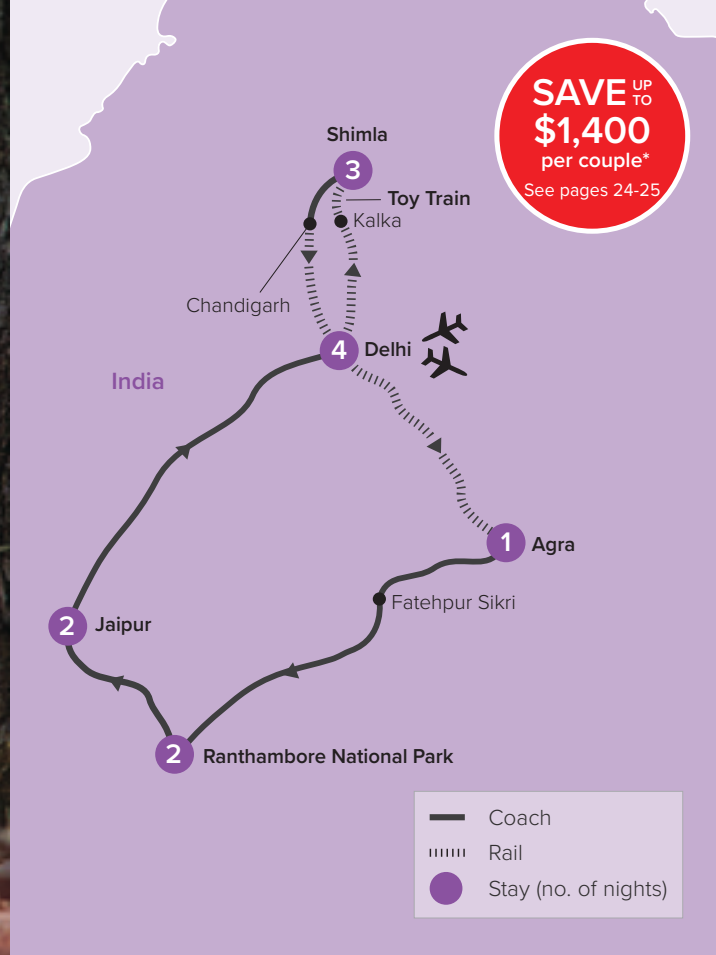 SAVE UP TO
$1,400
per couple*
See pages 24-25
Shimla
3
Toy Train
Kalka
Chandigarh
4 Delhi
India
1 Agra
Fatehpur Sikri
2 Jaipur
2 Ranthambore National Park
Coach
Rail
Stay (no. of nights)